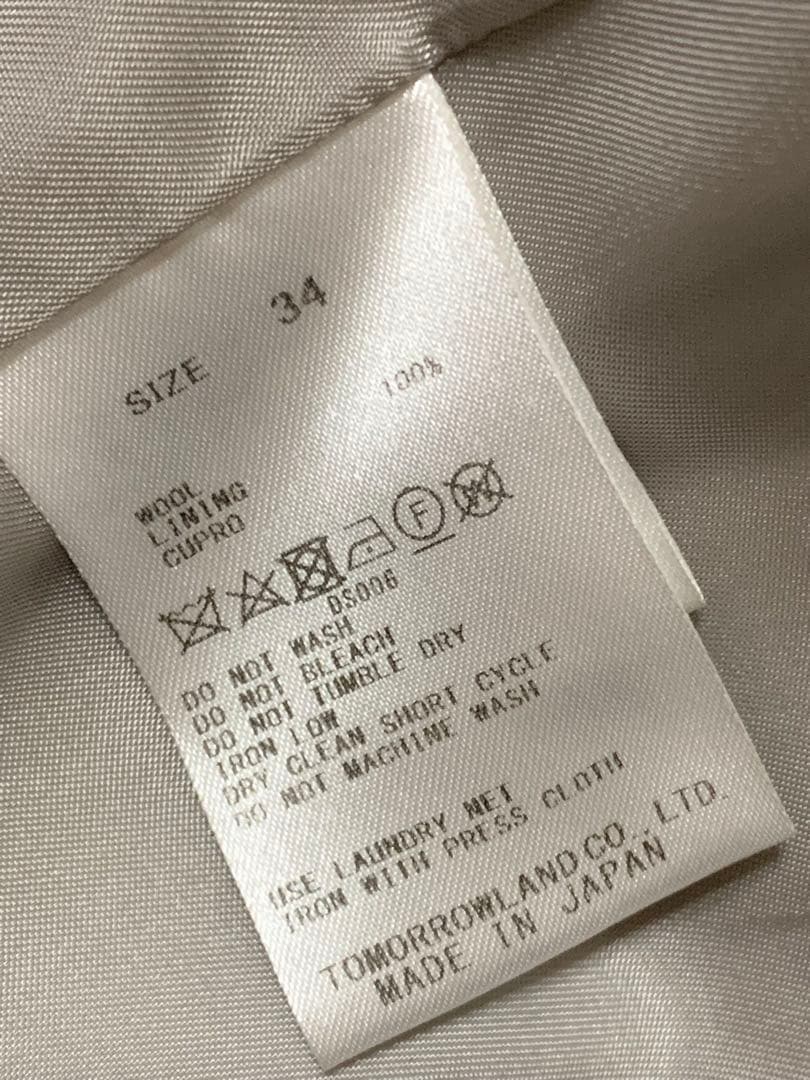 SIZE 34
WOOL 100%
LINING
CUPRO
F W
DS006
DO NOT WASH
DO NOT BLEACH
DO NOT TUMBLE DRY
IRON LOW
DRY CLEAN SHORT CYCLE
DO NOT MACHINE WASH
USE LAUNDRY NET
IRON WITH PRESS CLOTH
TOMORROWLAND CO., LTD.
MADE IN JAPAN